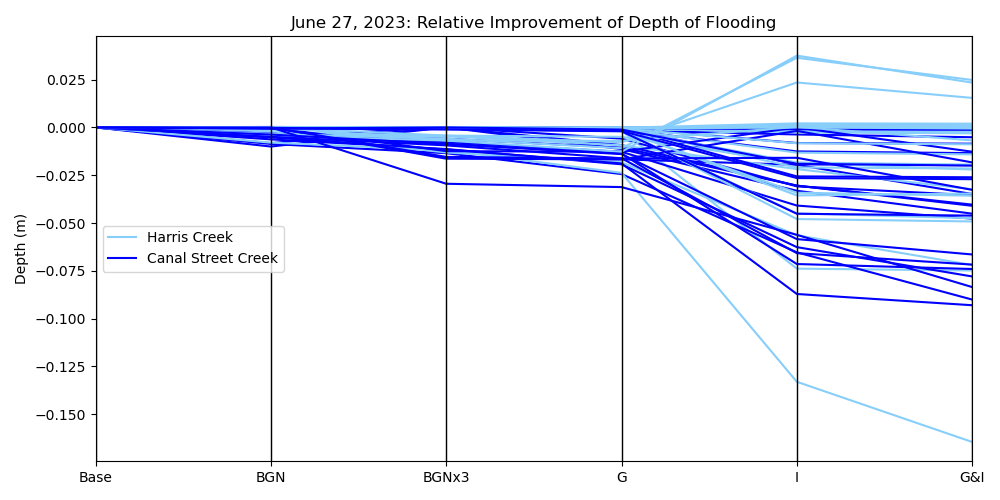 June 27, 2023: Relative Improvement of Depth of Flooding
Depth (m)
0.025
0.000
−0.025
−0.050
−0.075
−0.100
−0.125
−0.150
Harris Creek
Canal Street Creek
Base BGN BGNx3 G I G&I